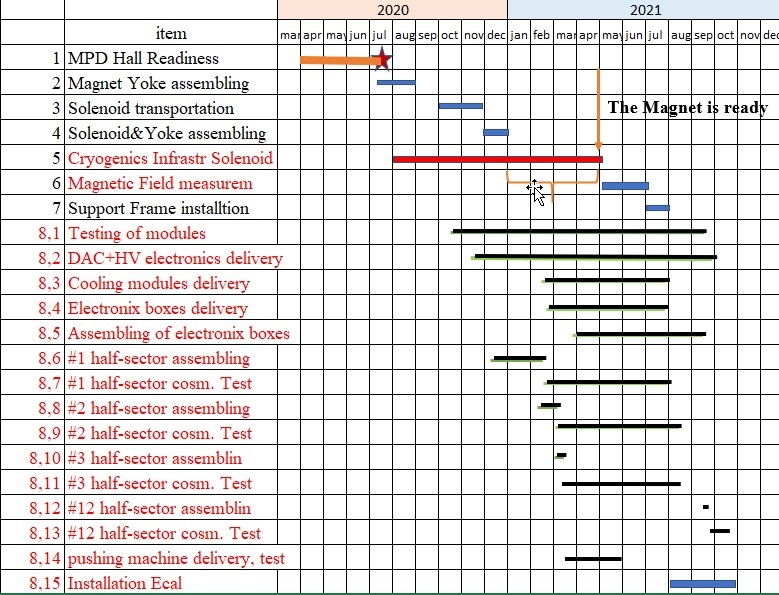 2020 2021
item mar apr may jun jul aug sep oct nov dec jan feb mar apr may jun jul aug sep oct nov dec
1 MPD Hall Readiness
2 Magnet Yoke assembling
3 Solenoid transportation The Magnet is ready
4 Solenoid&Yoke assembling
5 Cryogenics Infrastr Solenoid
6 Magnetic Field measurem
7 Support Frame installtion
8,1 Testing of modules
8,2 DAC+HV electronics delivery
8,3 Cooling modules delivery
8,4 Electronix boxes delivery
8,5 Assembling of electronix boxes
8,6 #1 half-sector assembling
8,7 #1 half-sector cosm. Test
8,8 #2 half-sector assembling
8,9 #2 half-sector cosm. Test
8,10 #3 half-sector assemblin
8,11 #3 half-sector cosm. Test
8,12 #12 half-sector assemblin
8,13 #12 half-sector cosm. Test
8,14 pushing machine delivery, test
8,15 Installation Ecal